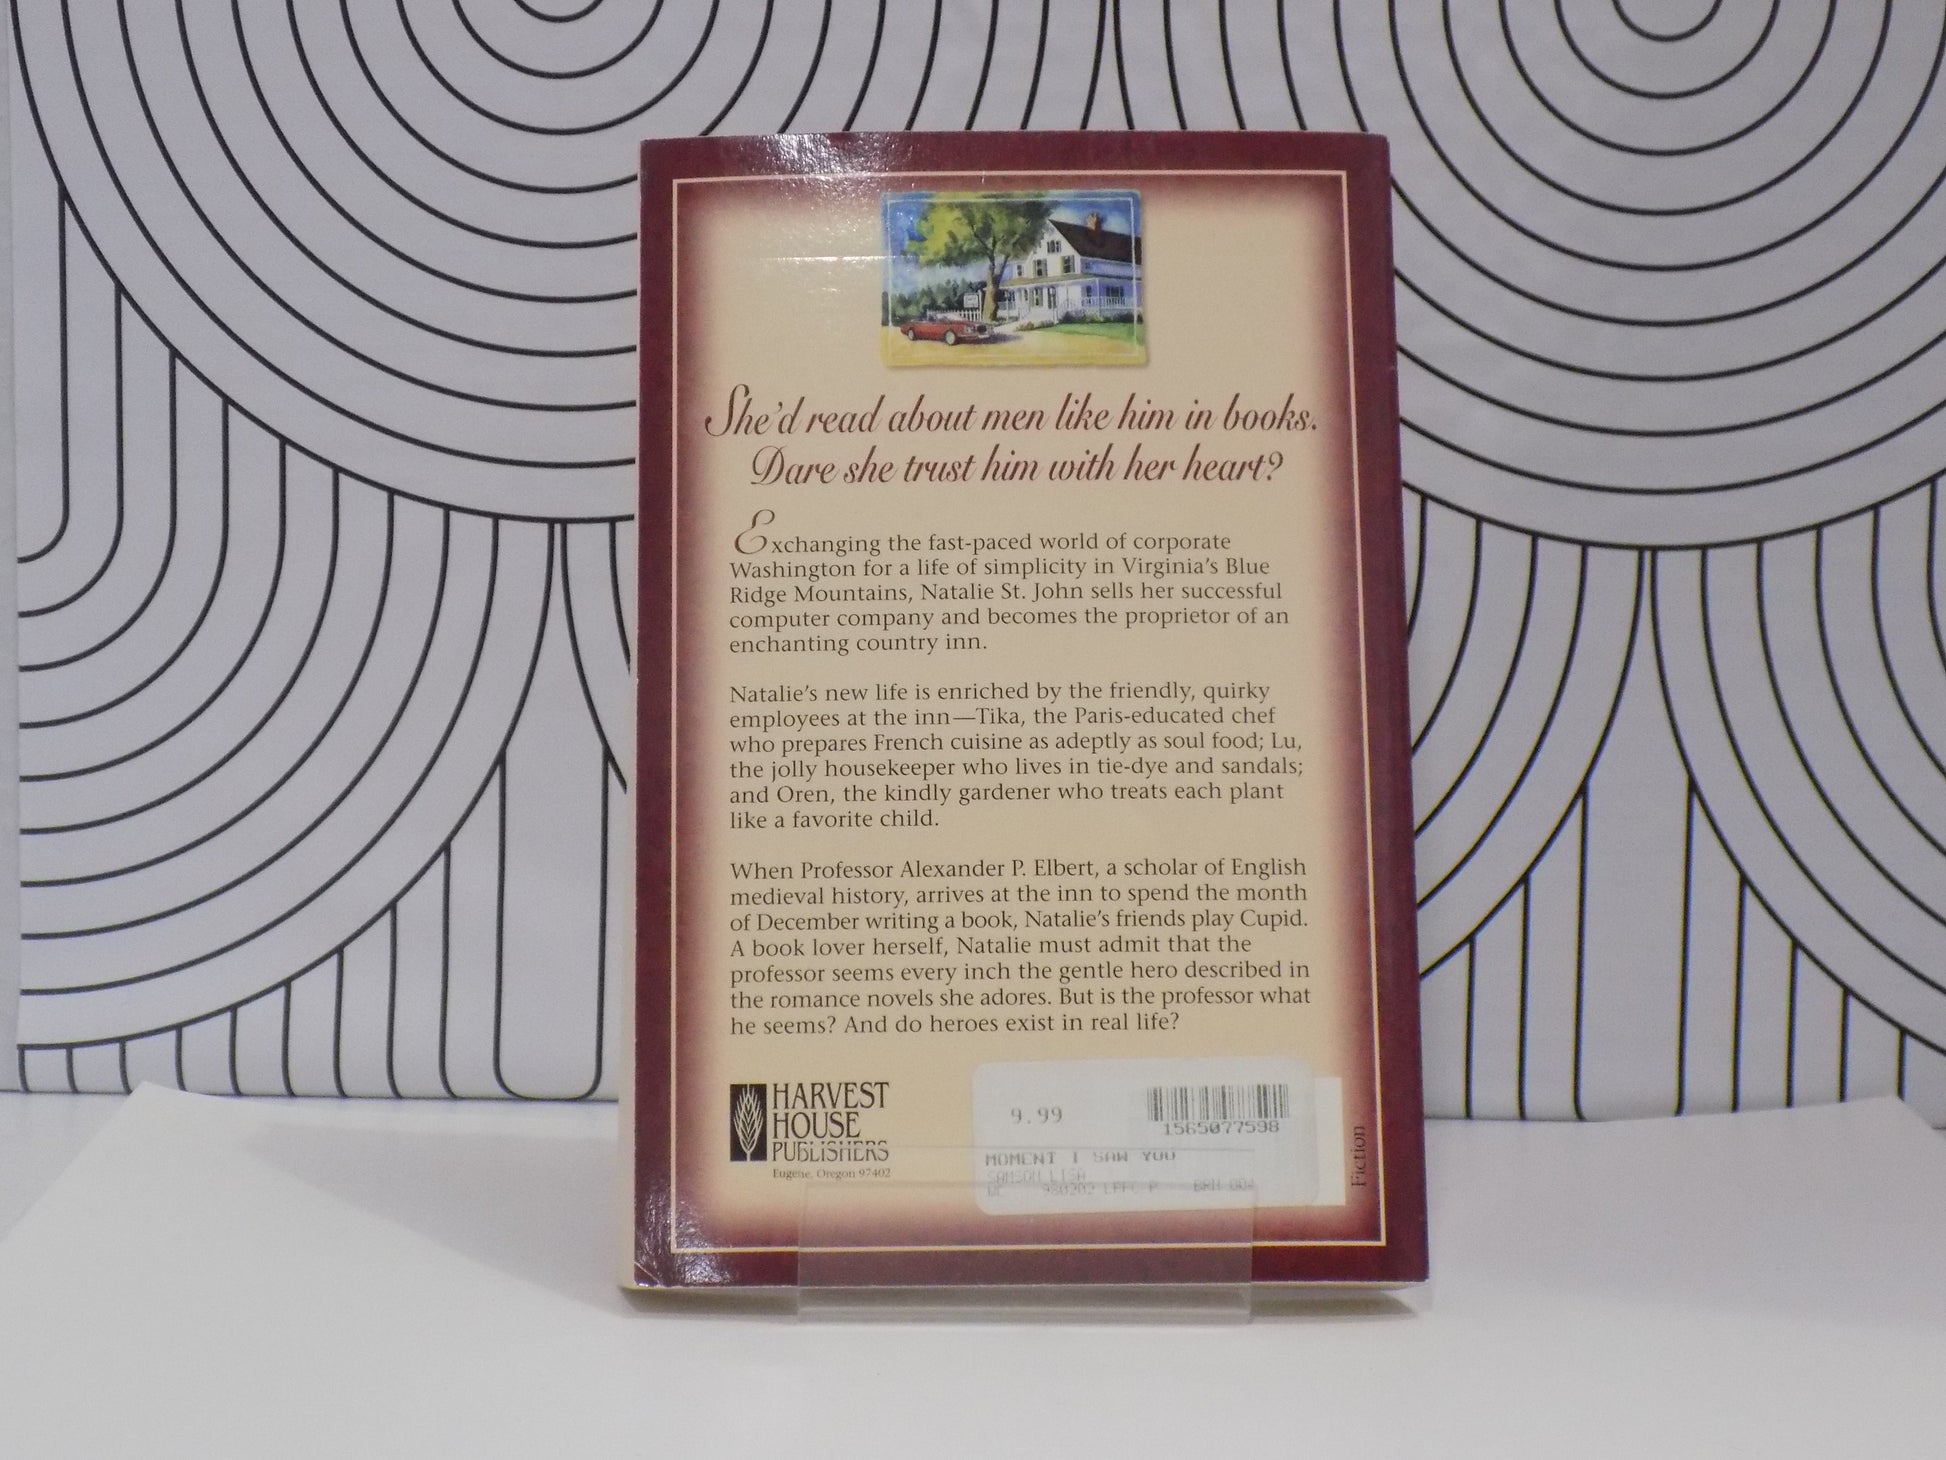 She'd read about men like him in books.
Dare she trust him with her heart?
Exchanging the fast-paced world of corporate
Washington for a life of simplicity in Virginia's Blue
Ridge Mountains, Natalie St. John sells her successful
computer company and becomes the proprietor of an
enchanting country inn.
Natalie's new life is enriched by the friendly, quirky
employees at the inn—Tika, the Paris-educated chef
who prepares French cuisine as adeptly as soul food; Lu,
the jolly housekeeper who lives in tie-dye and sandals;
and Oren, the kindly gardener who treats each plant
like a favorite child.
When Professor Alexander P. Elbert, a scholar of English
medieval history, arrives at the inn to spend the month
of December writing a book, Natalie's friends play Cupid.
A book lover herself, Natalie must admit that the
professor seems every inch the gentle hero described in
the romance novels she adores. But is the professor what
he seems? And do heroes exist in real life?
HARVEST
HOUSE
PUBLISHERS
Eugene, Oregon 97402
9.99
1565077598
MOMENT I SAW YOU
SAMSON LISA
980202
Fiction